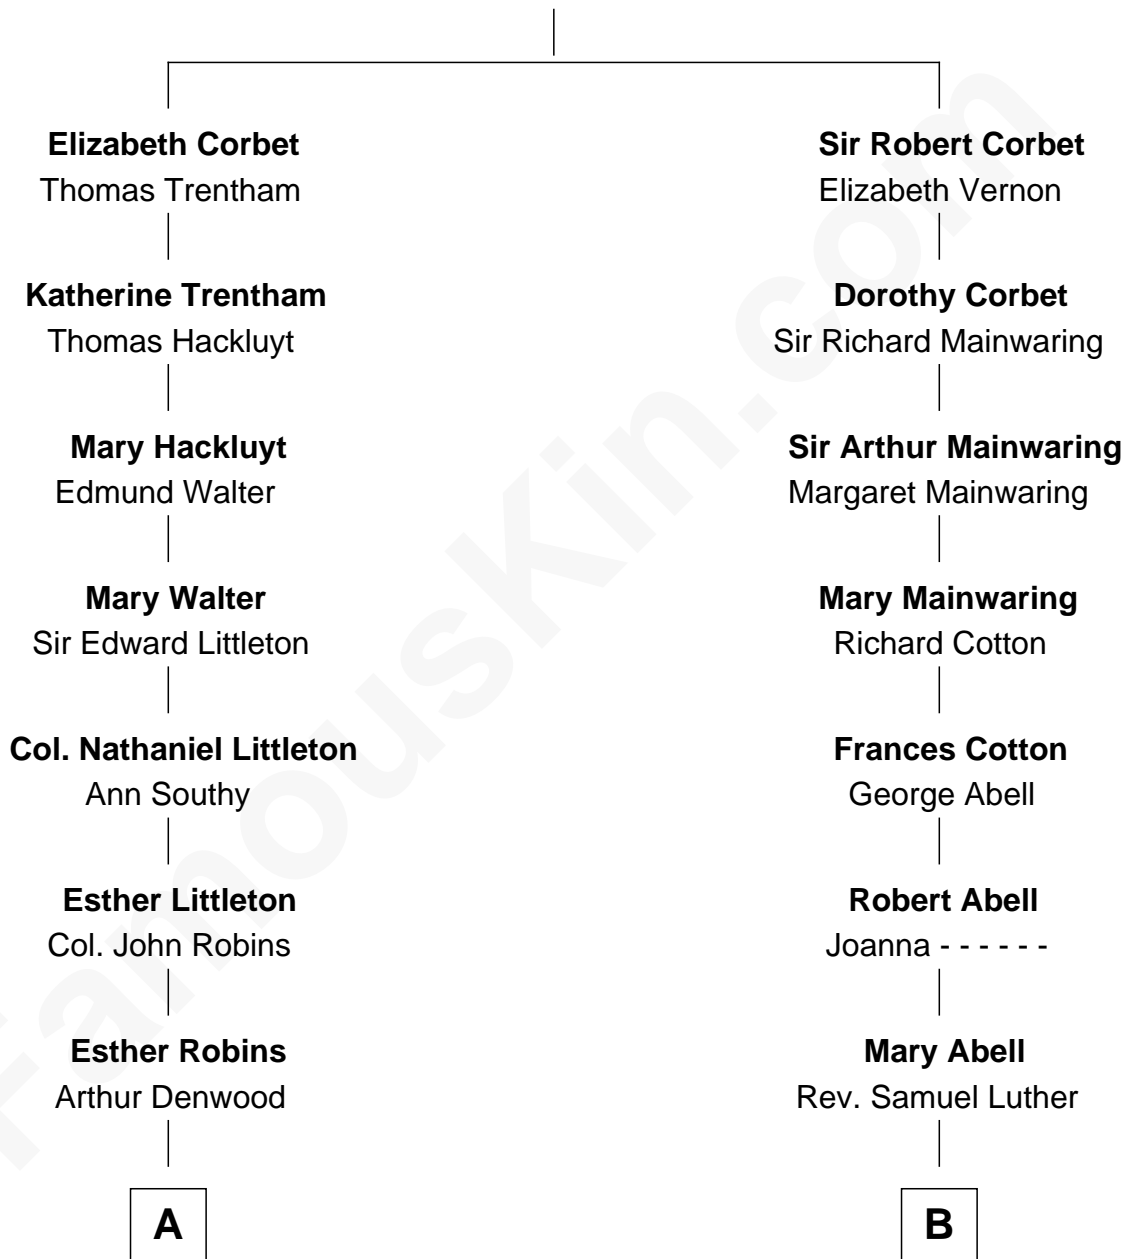 Elizabeth Corbet
Thomas Trentham
Katherine Trentham
Thomas Hackluyt
Mary Hackluyt
Edmund Walter
Mary Walter
Sir Edward Littleton
Col. Nathaniel Littleton
Ann Southy
Esther Littleton
Col. John Robins
Esther Robins
Arthur Denwood
A
Sir Robert Corbet
Elizabeth Vernon
Dorothy Corbet
Sir Richard Mainwaring
Sir Arthur Mainwaring
Margaret Mainwaring
Mary Mainwaring
Richard Cotton
Frances Cotton
George Abell
Robert Abell
Joanna - - - - - -
Mary Abell
Rev. Samuel Luther
B
FamousKin.com